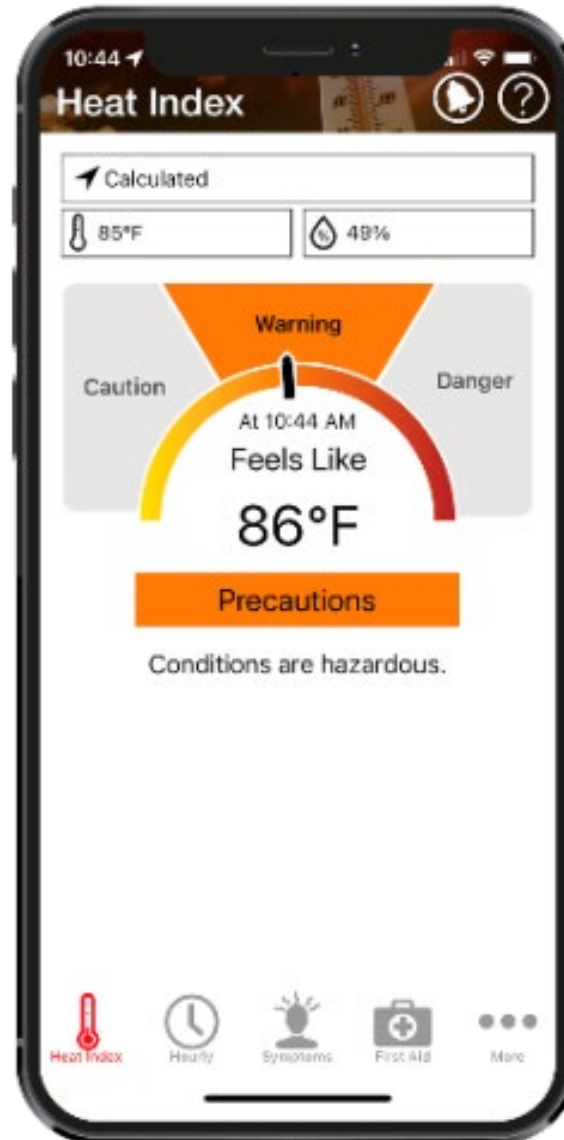 10:44
Heat Index
Calculated
85°F
49%
Warning
Caution
Danger
At 10:44 AM
Feels Like
86°F
Precautions
Conditions are hazardous.
Heat Index
Hourly
Symptoms
First Aid
More